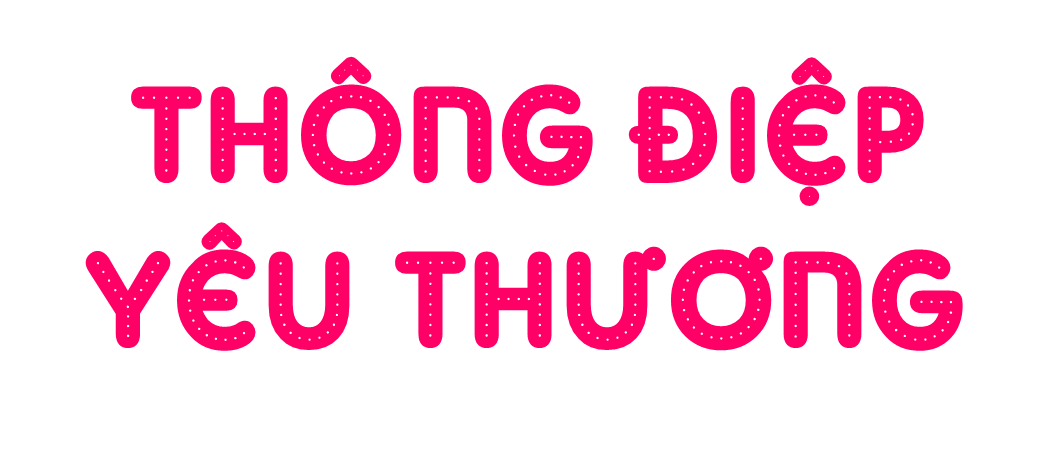 THÔNG ĐIỆP
YÊU THƯƠNG